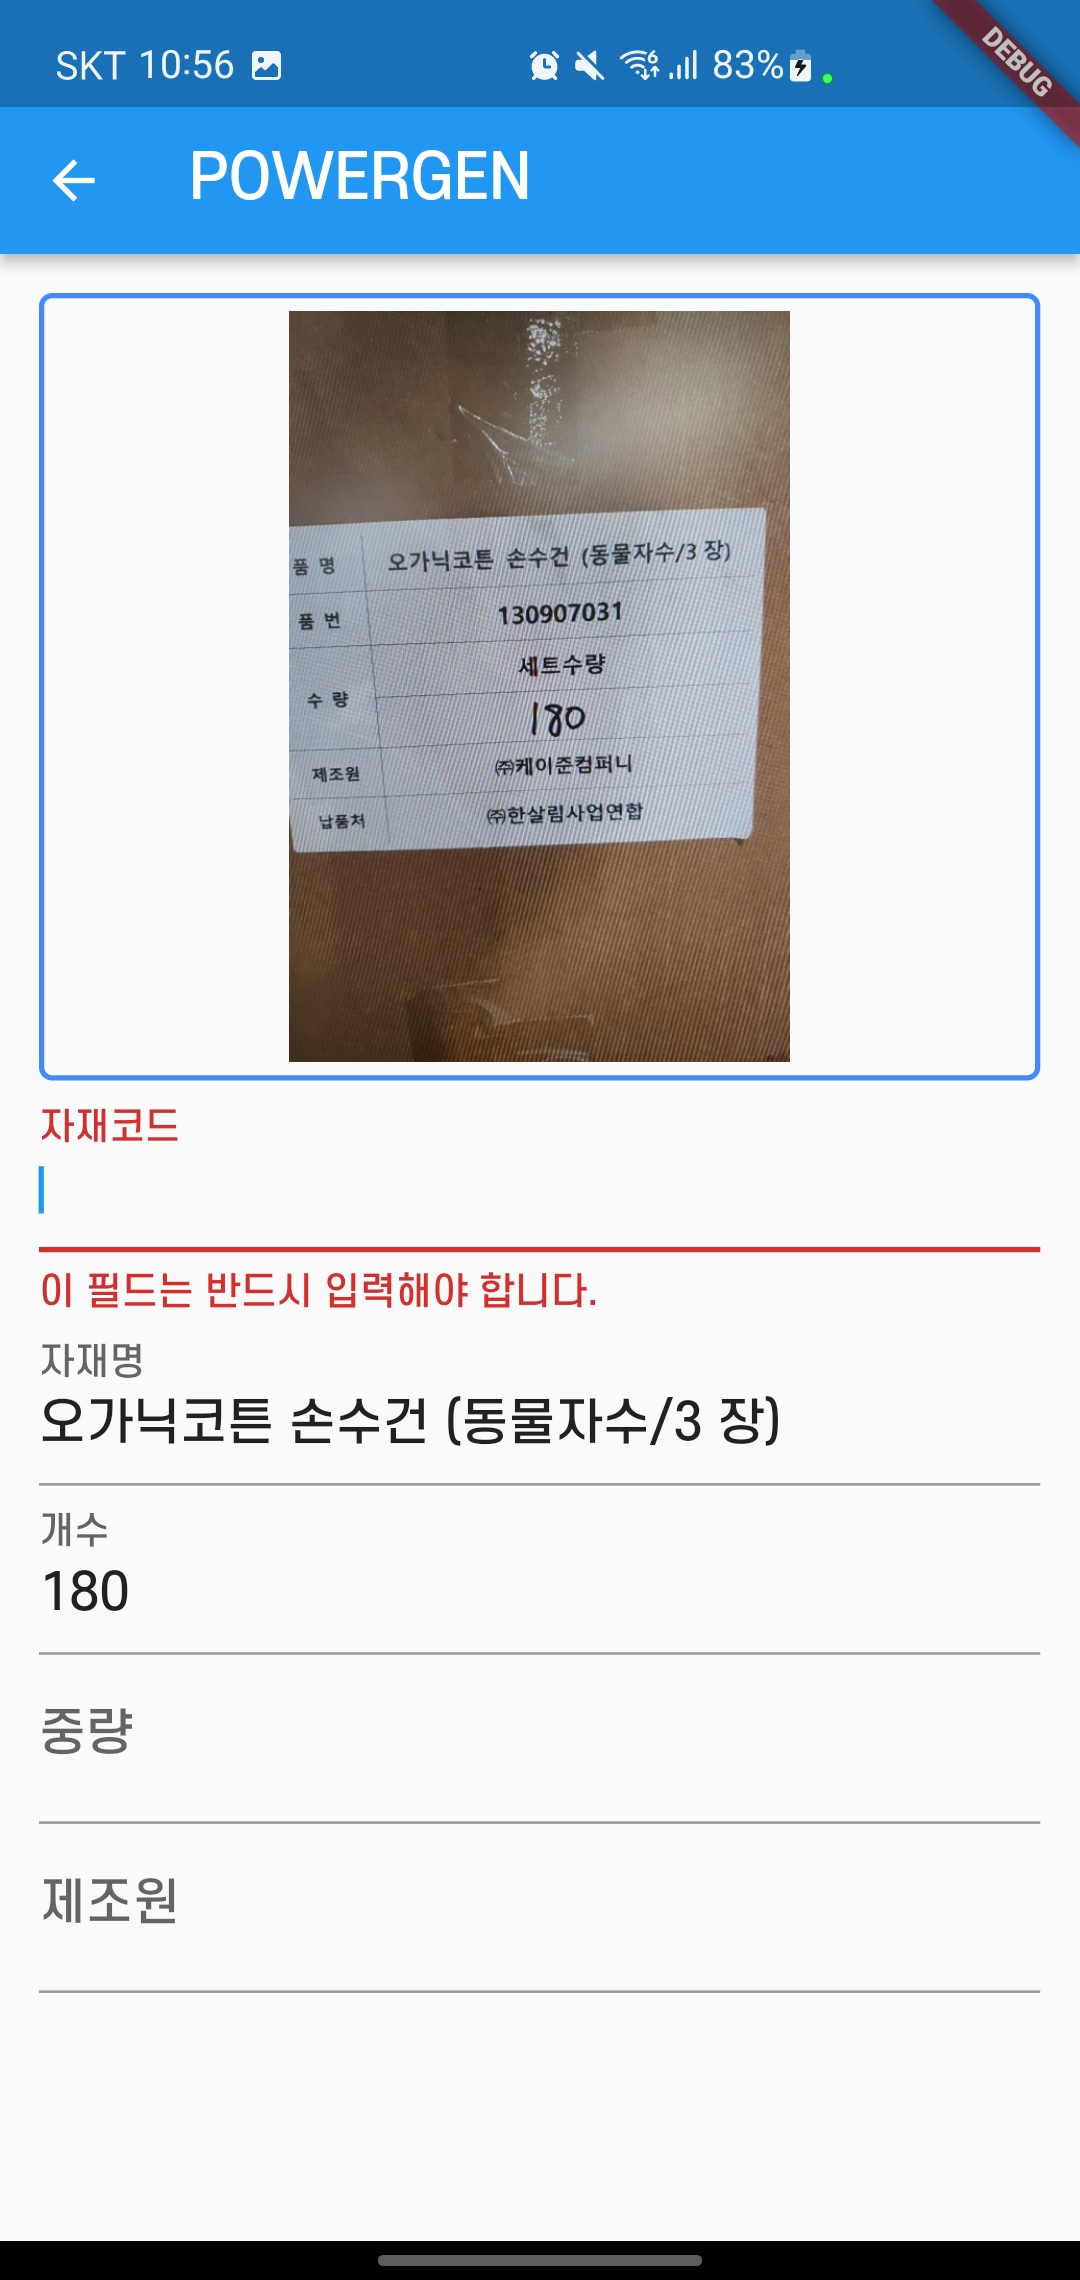 SKT 10:56 83%
DEBUG
POWERGEN
품 명 오가닉코튼 손수건 (동물자수/3 장)
품 번 130907031
수 량 세트수량
180
제조원 ㈜케이준컴퍼니
납품처 ㈜한살림사업연합
자재코드
이 필드는 반드시 입력해야 합니다.
자재명
오가닉코튼 손수건 (동물자수/3 장)
개수
180
중량
제조원